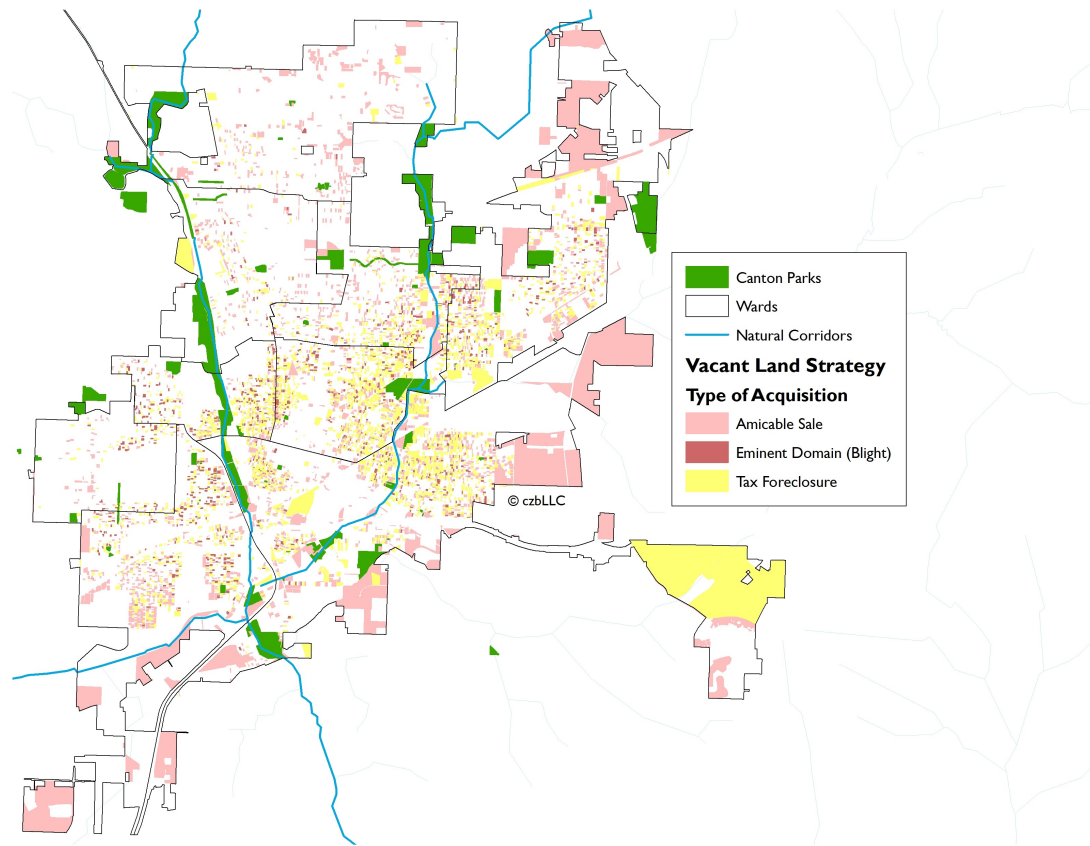 Canton Parks
Wards
Natural Corridors
Vacant Land Strategy
Type of Acquisition
Amicable Sale
Eminent Domain (Blight)
Tax Foreclosure
© czbLLC